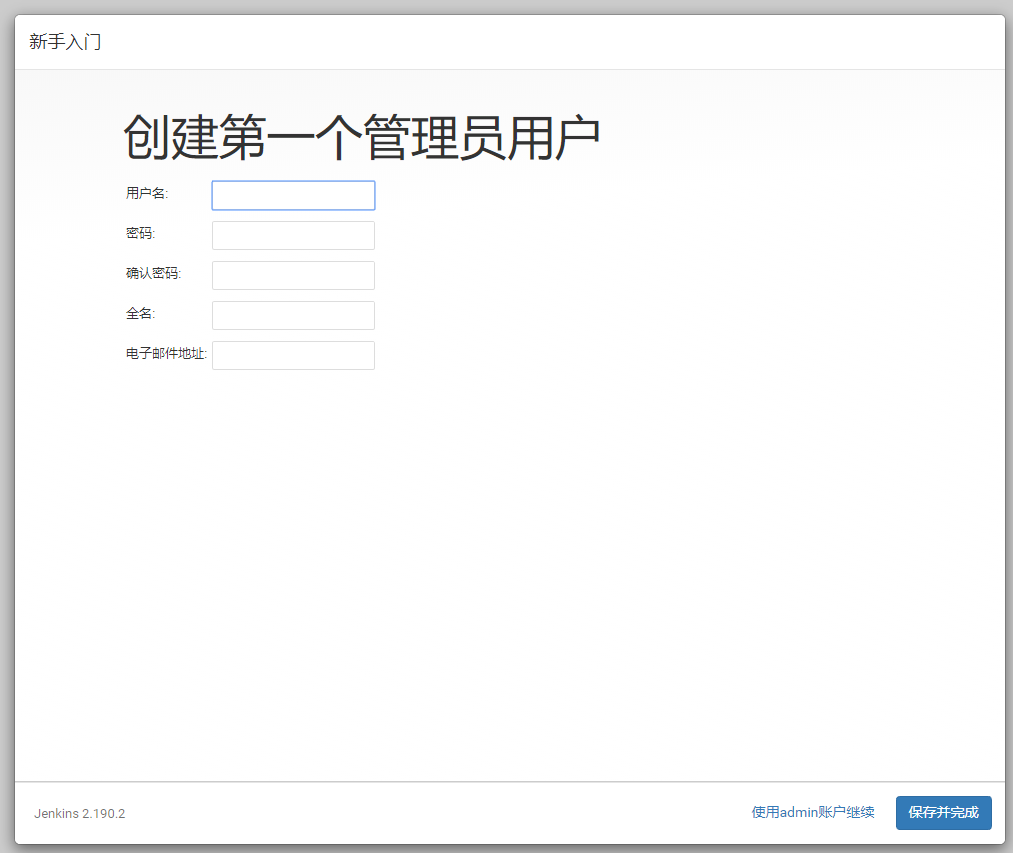 新手入门
创建第一个管理员用户
用户名:
密码:
确认密码:
全名:
电子邮件地址:
Jenkins 2.190.2
使用admin账户继续
保存并完成